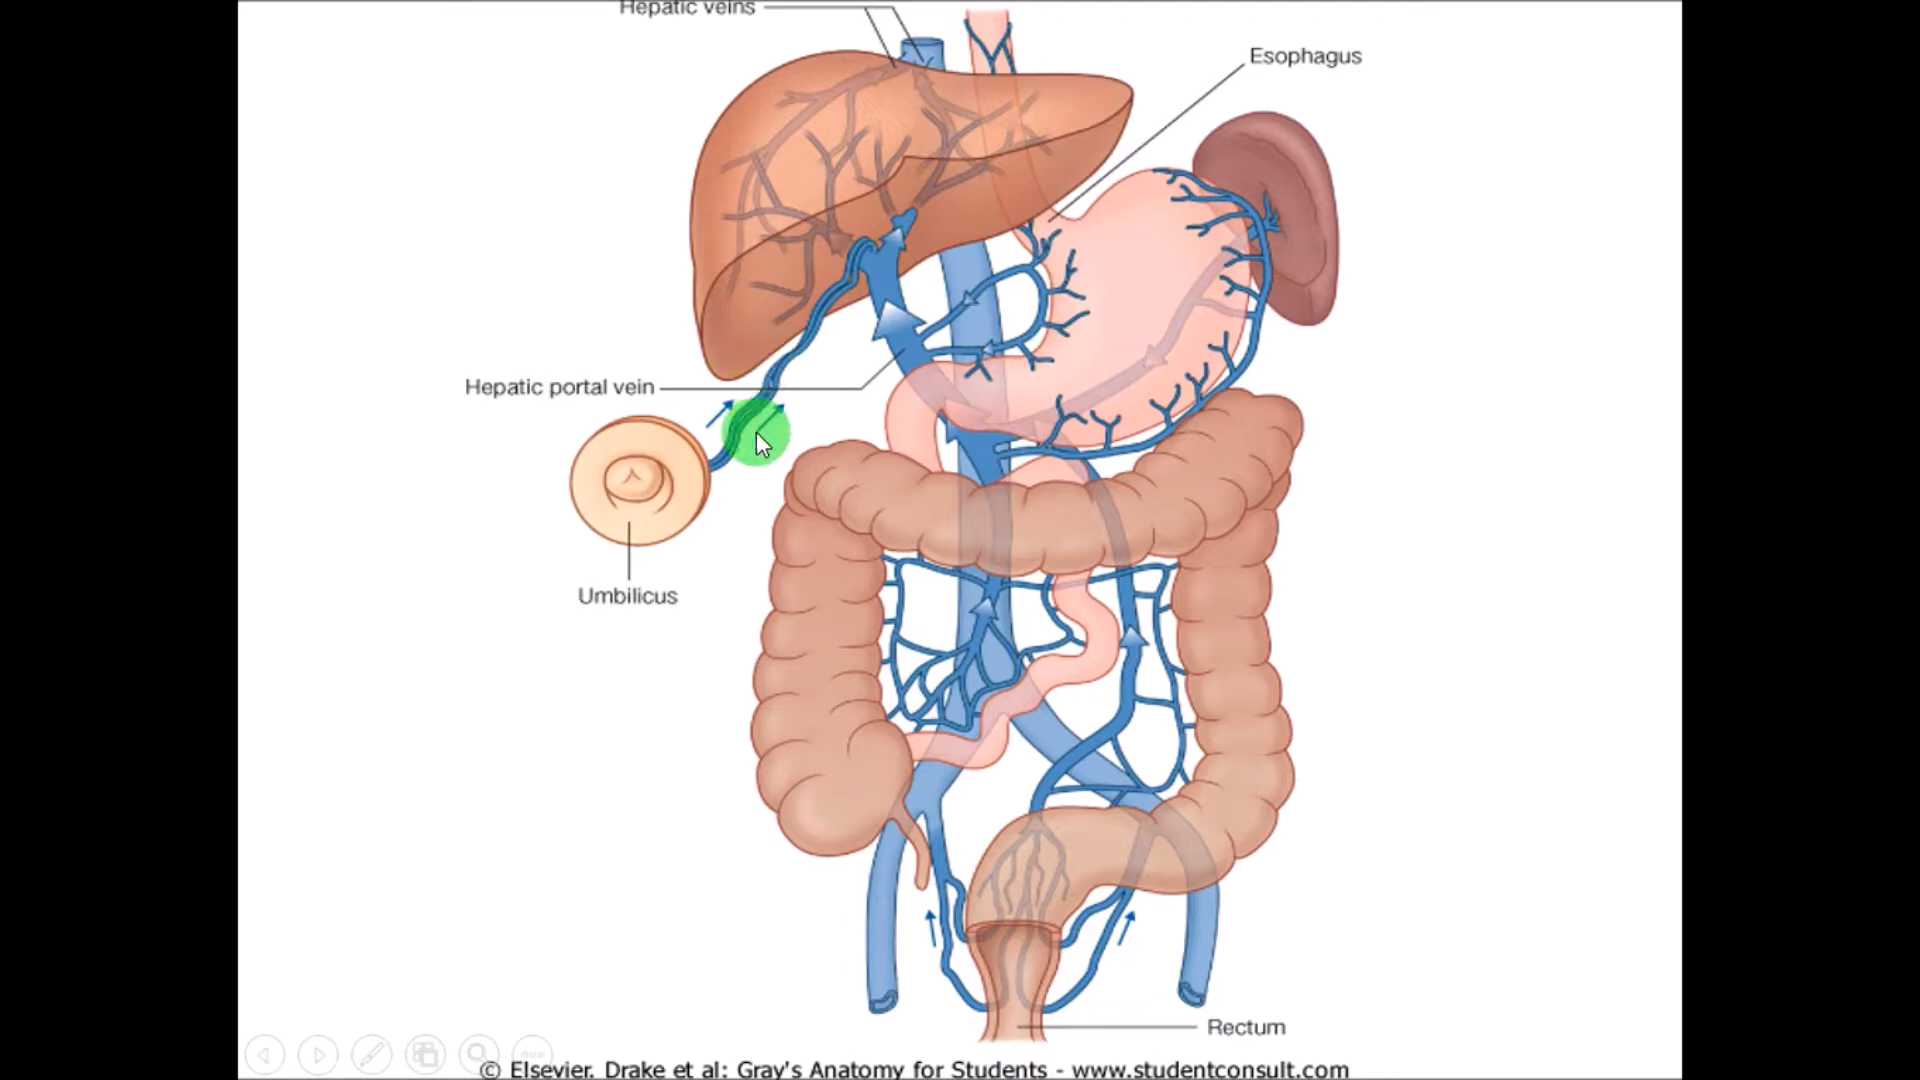 Hepatic veins
Esophagus
Hepatic portal vein
Umbilicus
Rectum
© Elsevier. Drake et al: Gray's Anatomy for Students - www.studentconsult.com